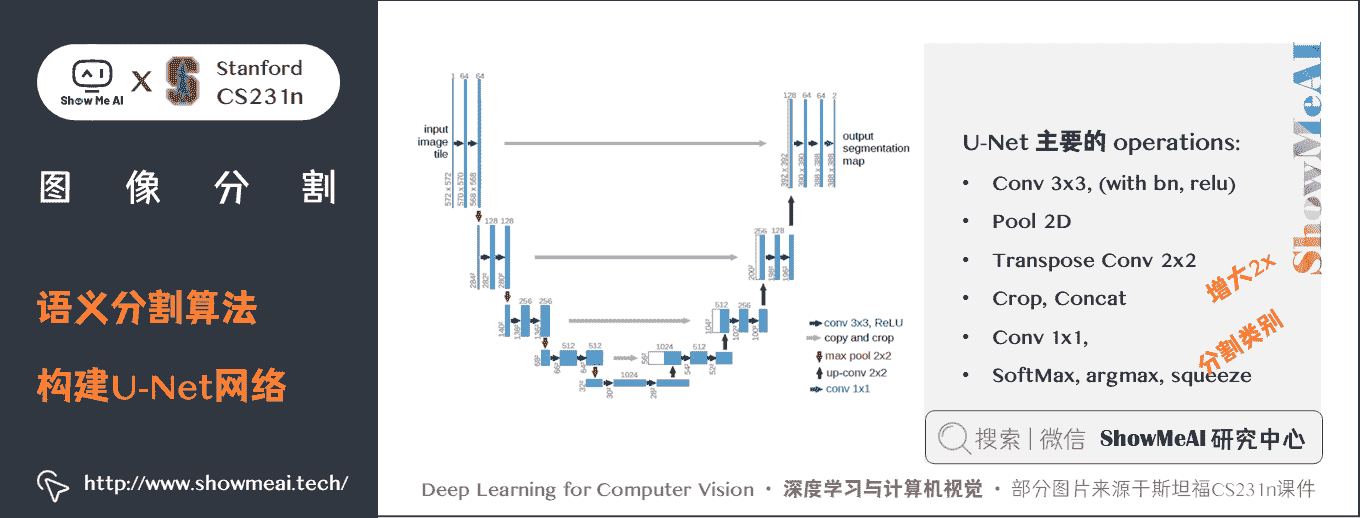 Show Me AI
X
Stanford
CS231n
图像分割
语义分割算法
构建U-Net网络
http://www.showmeai.tech/
1 64 64
input
image
tile
572 x 572
570 x 570
568 x 568
128 128
284²
282²
280²
256 256
140²
138²
136²
512 512
68²
66²
64²
1024
32²
30²
28²
1024 512
56²
54²
52²
512 256
104²
102²
100²
256 128
200²
198²
196²
128 64 64 2
392 x 392
390 x 390
388 x 388
388 x 388
output
segmentation
map
conv 3x3, ReLU
copy and crop
max pool 2x2
up-conv 2x2
conv 1x1
U-Net 主要的 operations:
• Conv 3x3, (with bn, relu)
• Pool 2D
• Transpose Conv 2x2
增大2x
• Crop, Concat
• Conv 1x1,
分割类别
• SoftMax, argmax, squeeze
ShowMeAI
搜索 | 微信 ShowMeAI 研究中心
Deep Learning for Computer Vision · 深度学习与计算机视觉 · 部分图片来源于斯坦福CS231n课件